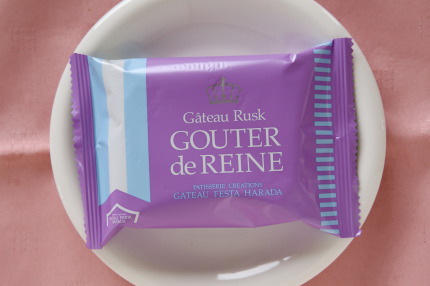 Gâteau Rusk
GOUTER
de REINE
PATISSERIE CREATIONS
GATEAU FESTA HARADA